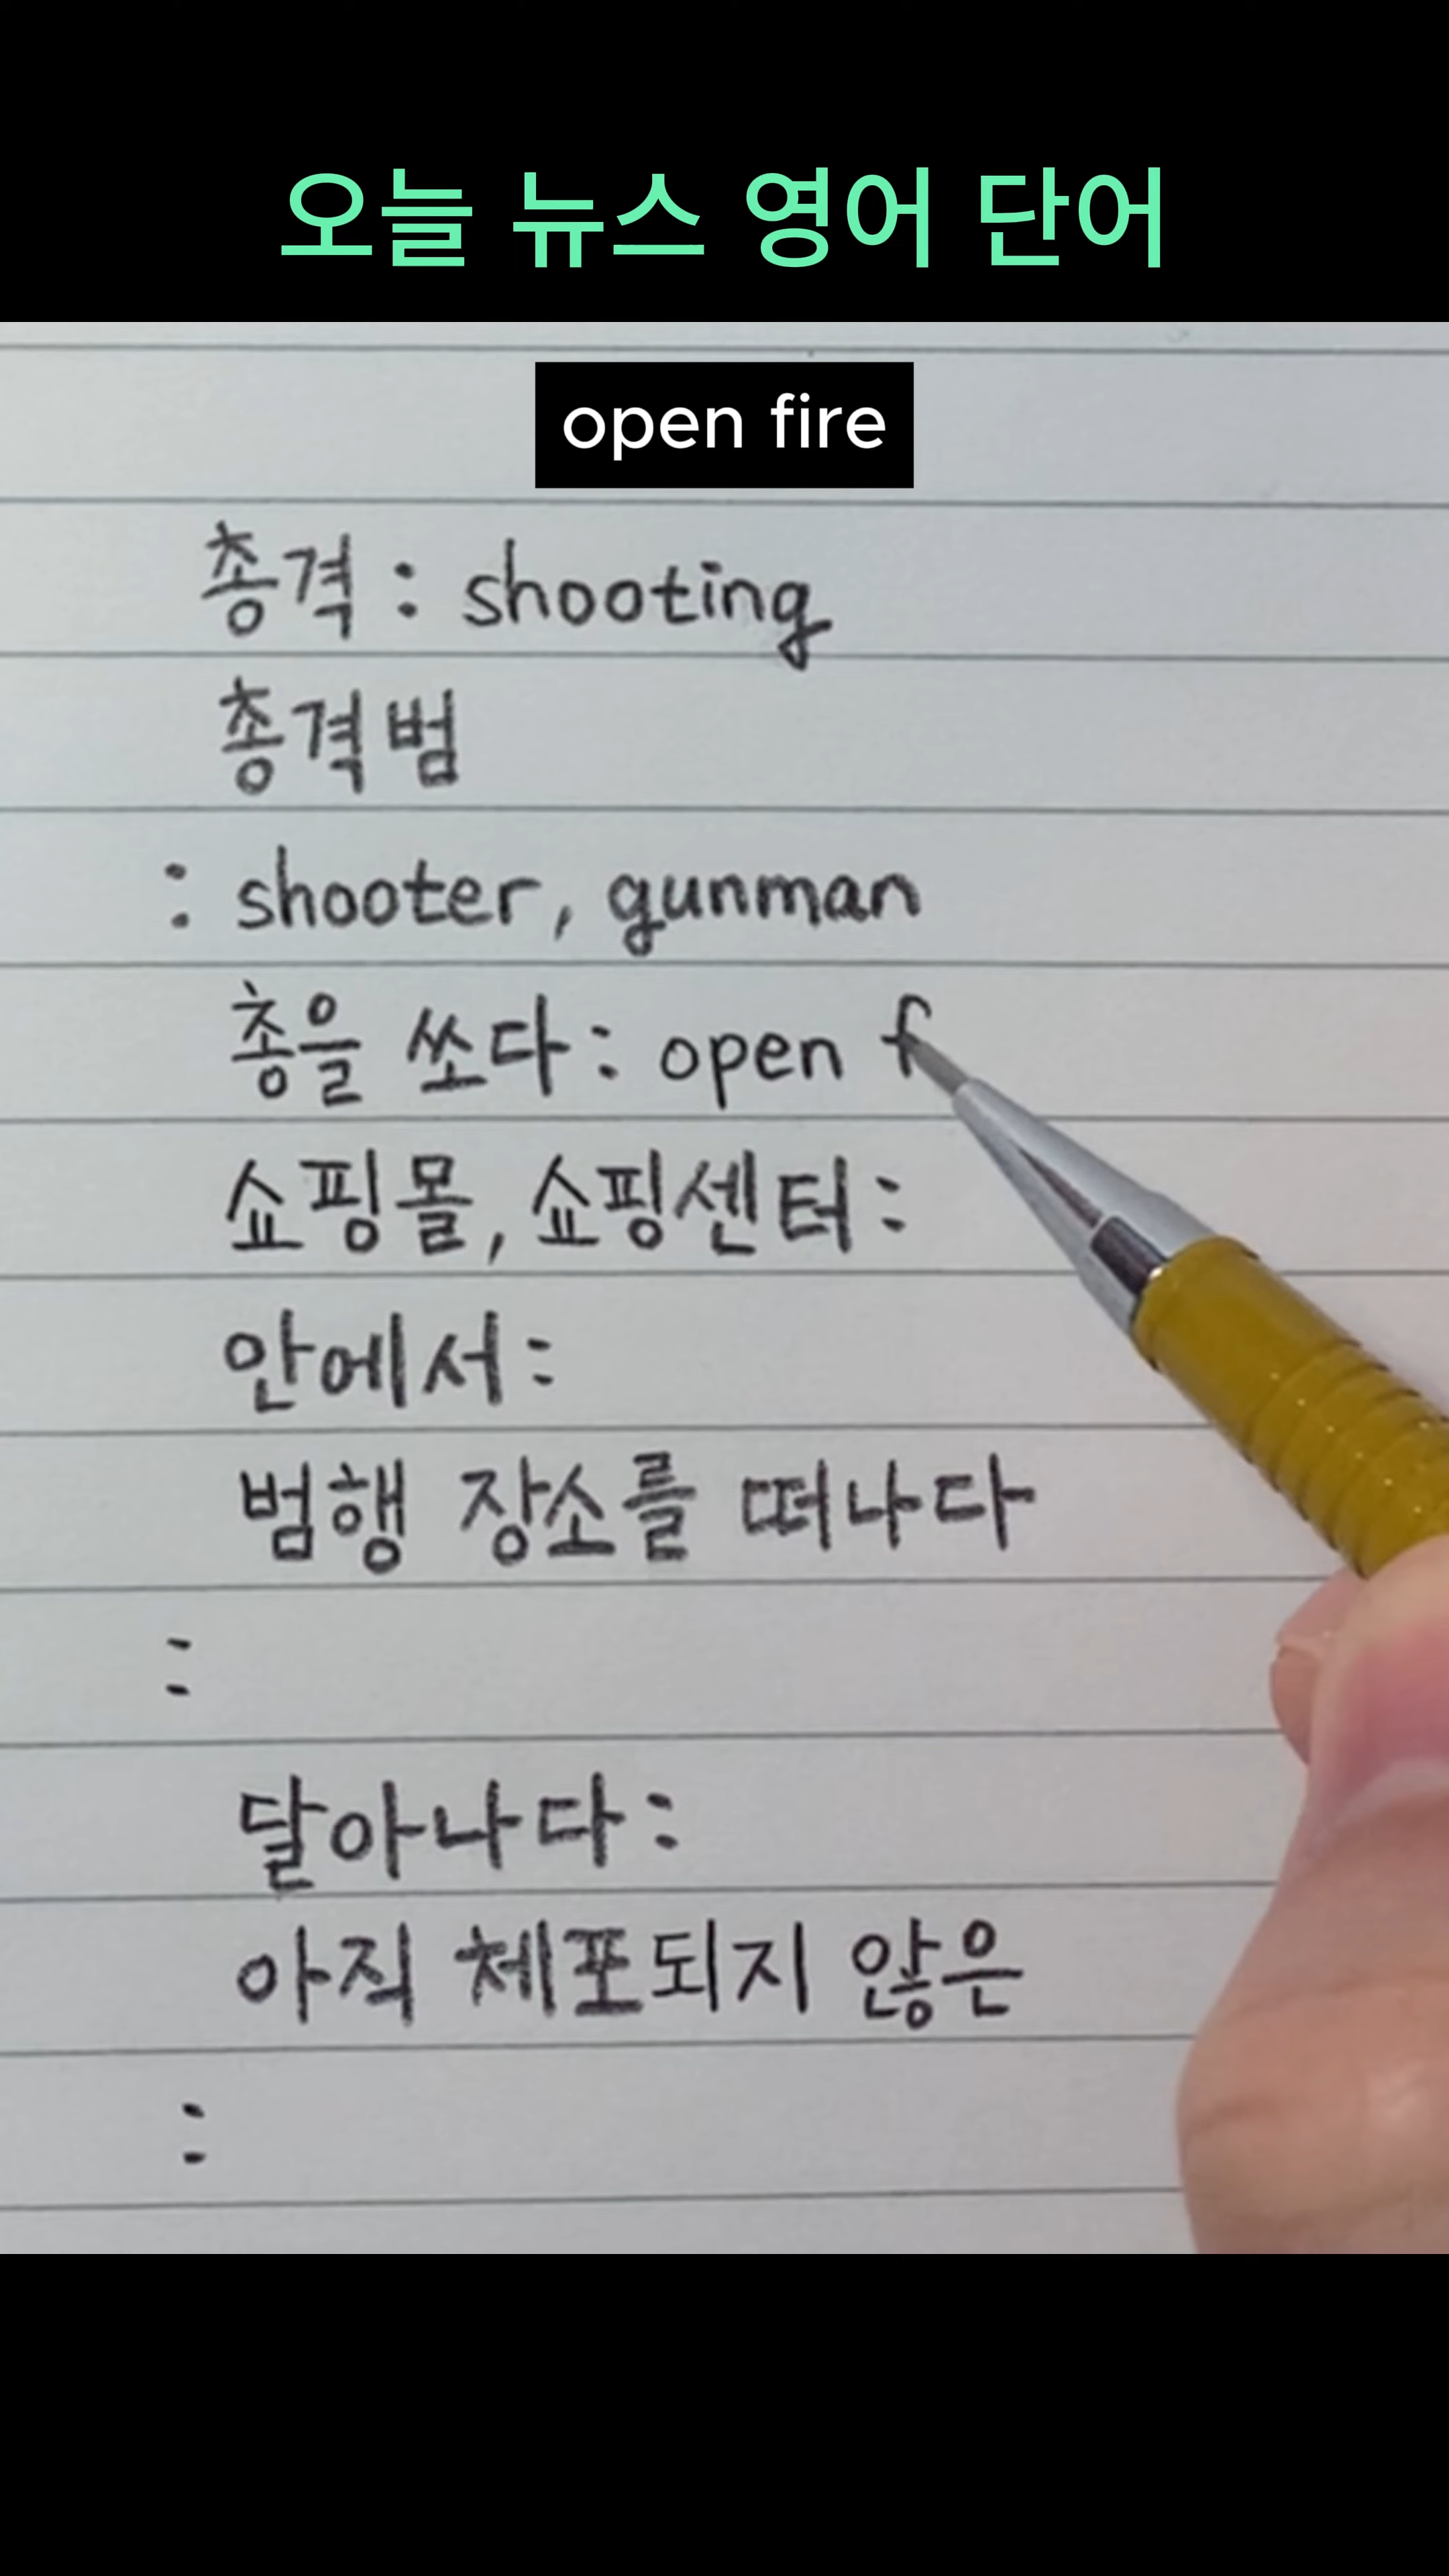 오늘 뉴스 영어 단어
open fire
총격 : shooting
총격범
: shooter, gunman
총을 쏘다 : open f
쇼핑몰, 쇼핑센터 :
안에서 :
범행 장소를 떠나다
:
달아나다 :
아직 체포되지 않은
: